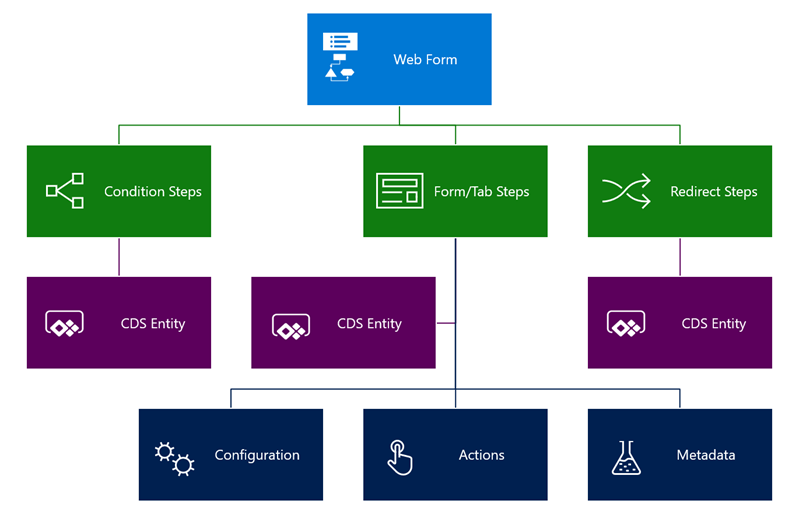 Web Form
Condition Steps
Form/Tab Steps
Redirect Steps
CDS Entity
CDS Entity
CDS Entity
Configuration
Actions
Metadata